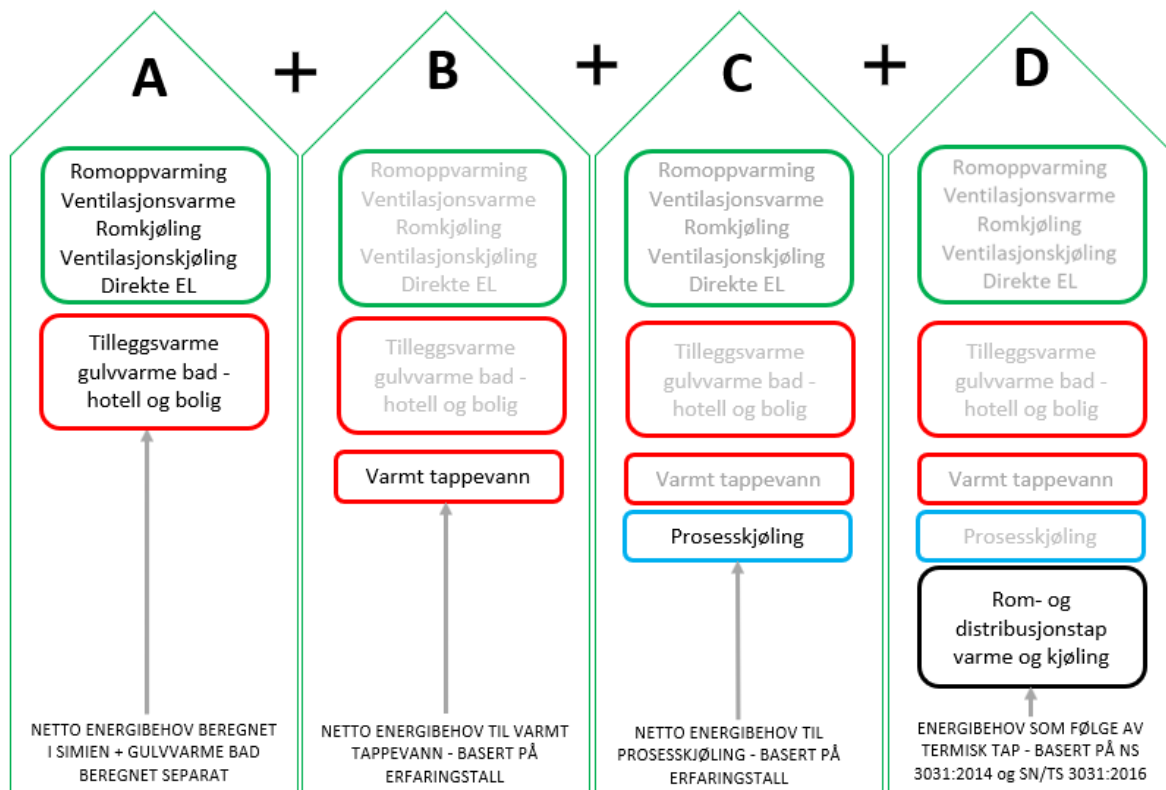 A
+
B
+
C
+
D
Romoppvarming
Ventilasjonsvarme
Romkjøling
Ventilasjonskjøling
Direkte EL
Tilleggsvarme
gulvvarme bad -
hotell og bolig
NETTO ENERGIBEHOV BEREGNET
I SIMIEN + GULVVARME BAD
BEREGNET SEPARAT
Romoppvarming
Ventilasjonsvarme
Romkjøling
Ventilasjonskjøling
Direkte EL
Tilleggsvarme
gulvvarme bad -
hotell og bolig
Varmt tappevann
NETTO ENERGIBEHOV TIL VARMT
TAPPEVANN - BASERT PÅ
ERFARINGSTALL
Romoppvarming
Ventilasjonsvarme
Romkjøling
Ventilasjonskjøling
Direkte EL
Tilleggsvarme
gulvvarme bad -
hotell og bolig
Varmt tappevann
Prosesskjøling
NETTO ENERGIBEHOV TIL
PROSESSKJØLING - BASERT PÅ
ERFARINGSTALL
Romoppvarming
Ventilasjonsvarme
Romkjøling
Ventilasjonskjøling
Direkte EL
Tilleggsvarme
gulvvarme bad -
hotell og bolig
Varmt tappevann
Prosesskjøling
Rom- og
distribusjonstap
varme og kjøling
ENERGIBEHOV SOM FØLGE AV
TERMISK TAP - BASERT PÅ NS
3031:2014 og SN/TS 3031:2016